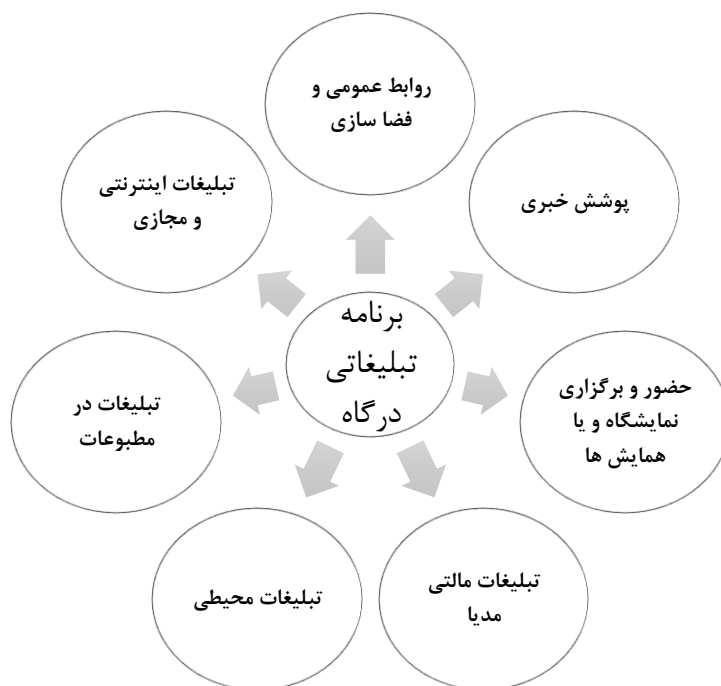 روابط عمومی و
فضا سازی
پوشش خبری
حضور و برگزاری
نمایشگاه و یا
همایش ها
تبلیغات مالتی
مدیا
تبلیغات محیطی
تبلیغات در
مطبوعات
تبلیغات اینترنتی
و مجازی
برنامه
تبلیغاتی
درگاه